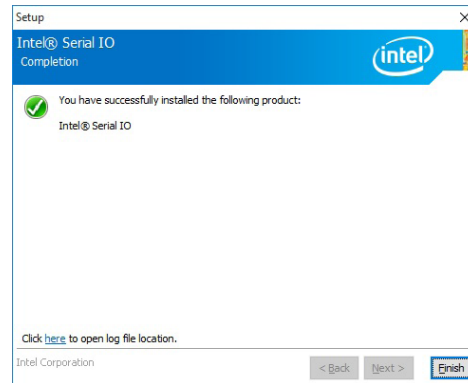 Setup
Intel® Serial IO
Completion
intel®
You have successfully installed the following product:
Intel® Serial IO
Click here to open log file location.
Intel Corporation
< Back
Next >
Finish